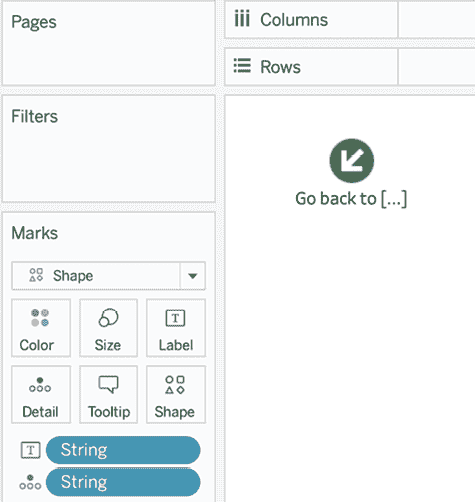 Pages
Columns
Rows
Filters
Go back to [...]
Marks
Shape
Color Size Label
T
Detail Tooltip Shape
T String
String